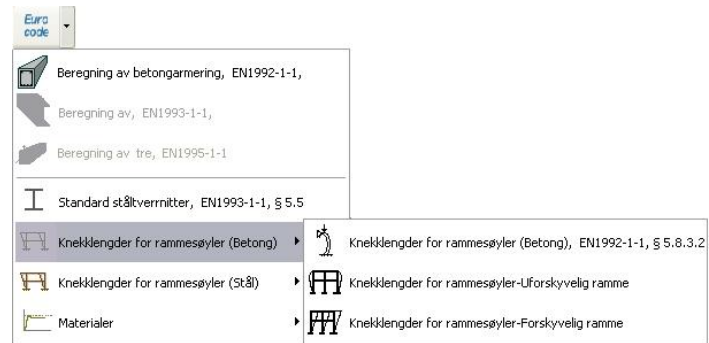 Euro
code
Beregning av betongarmering, EN1992-1-1,
Beregning av, EN1993-1-1,
Beregning av tre, EN1995-1-1
Standard ståltverrnitter, EN1993-1-1, § 5.5
Knekklengder for rammesøyler (Betong)
Knekklengder for rammesøyler (Betong), EN1992-1-1, § 5.8.3.2
Knekklengder for rammesøyler (Stål)
Knekklengder for rammesøyler-Uforskyvelig ramme
Materialer
Knekklengder for rammesøyler-Forskyvelig ramme